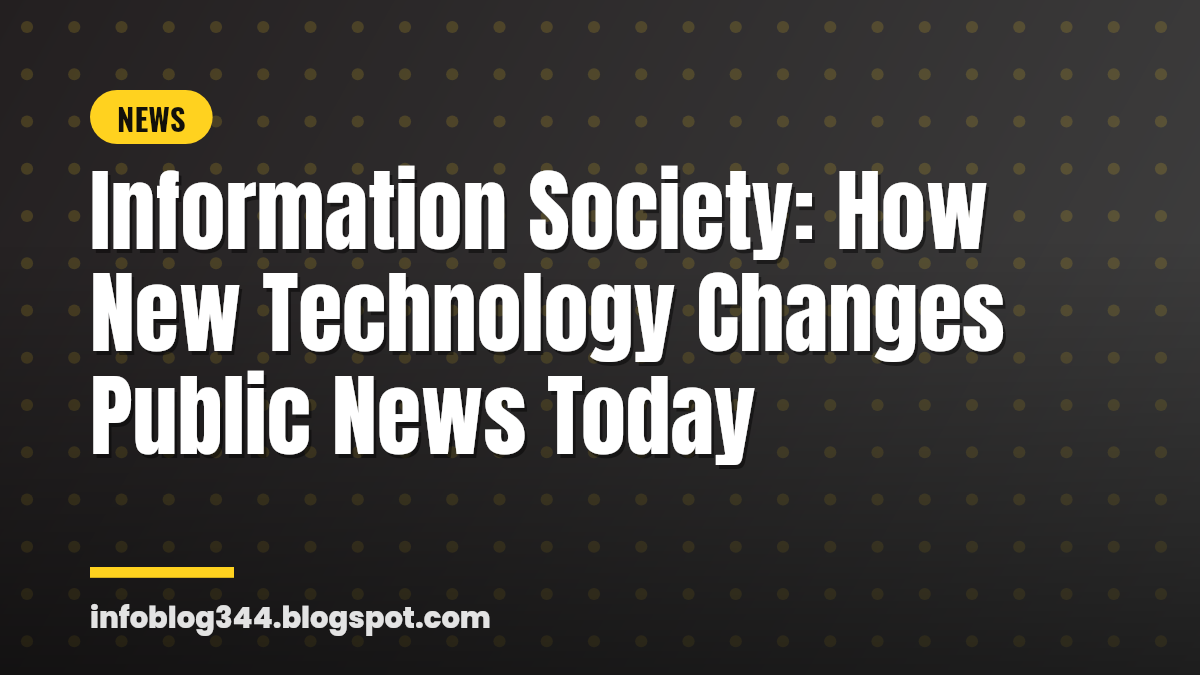 NEWS
Information Society: How
New Technology Changes
Public News Today
infoblog344.blogspot.com